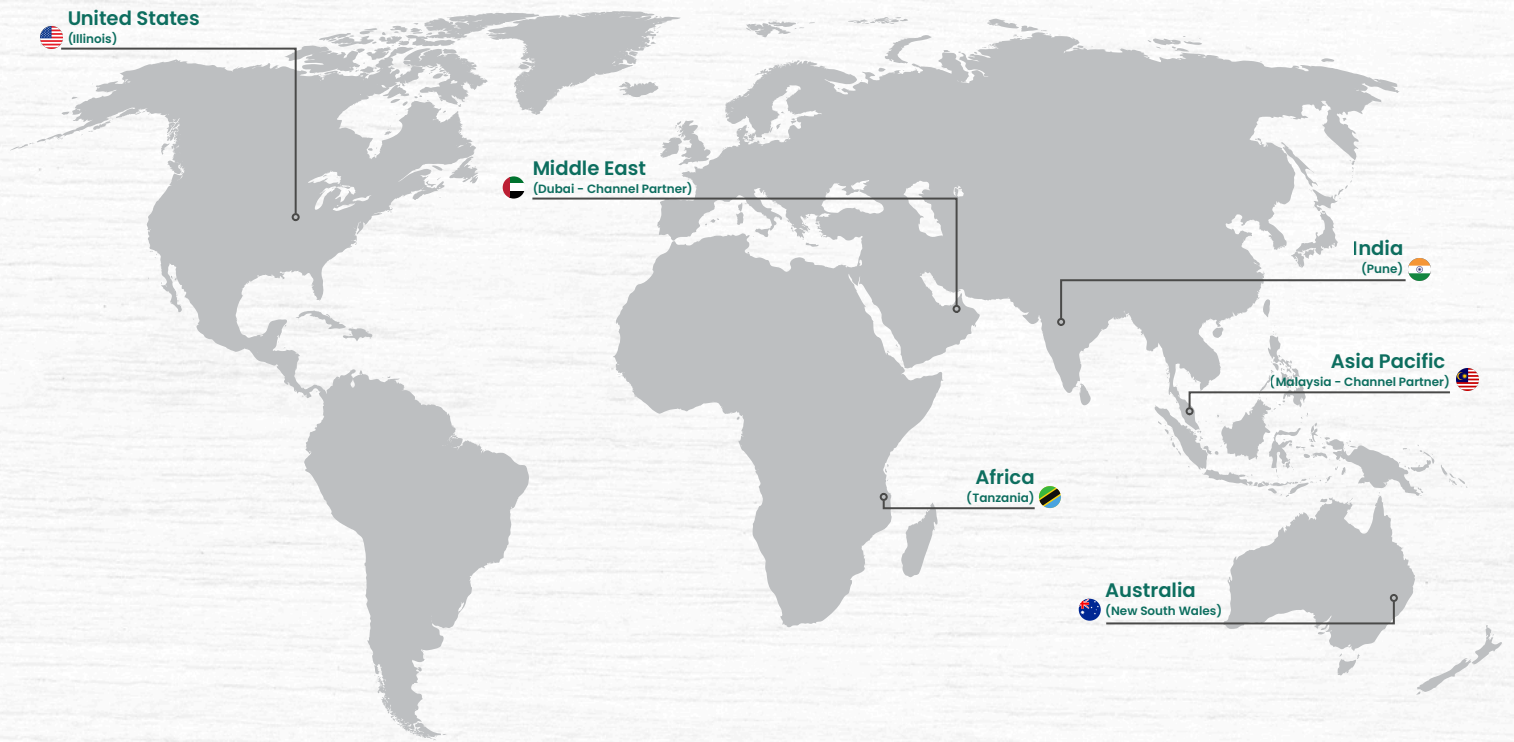 United States
(Illinois)
Middle East
(Dubai - Channel Partner)
India
(Pune)
Asia Pacific
(Malaysia - Channel Partner)
Africa
(Tanzania)
Australia
(New South Wales)